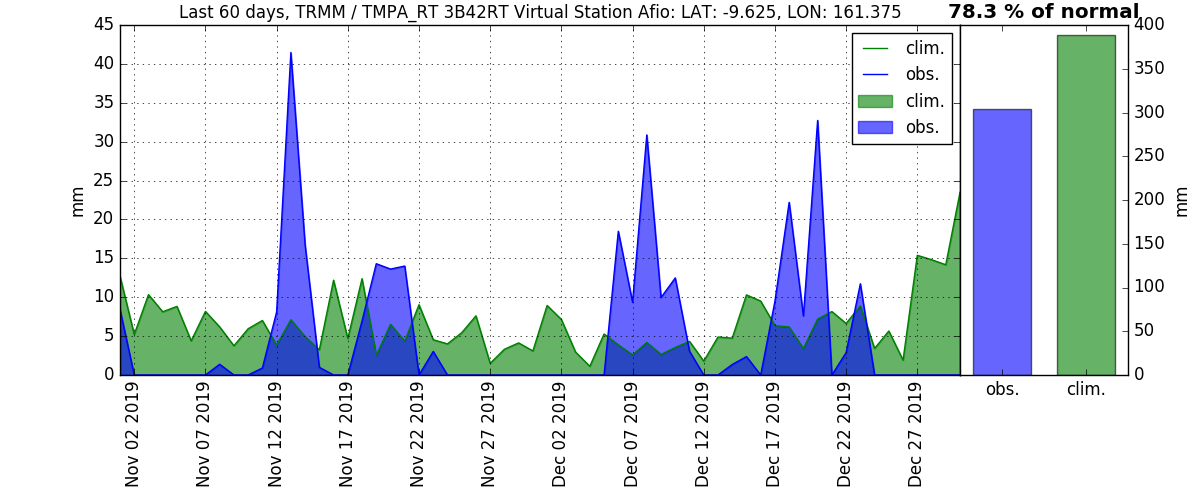 Last 60 days, TRMM / TMPA_RT 3B42RT Virtual Station Afio: LAT: -9.625, LON: 161.375
78.3 % of normal
45
40
35
30
25
20
15
10
5
0
mm
clim.
obs.
clim.
obs.
Nov 02 2019
Nov 07 2019
Nov 12 2019
Nov 17 2019
Nov 22 2019
Nov 27 2019
Dec 02 2019
Dec 07 2019
Dec 12 2019
Dec 17 2019
Dec 22 2019
Dec 27 2019
400
350
300
250
200
150
100
50
0
mm
obs.
clim.